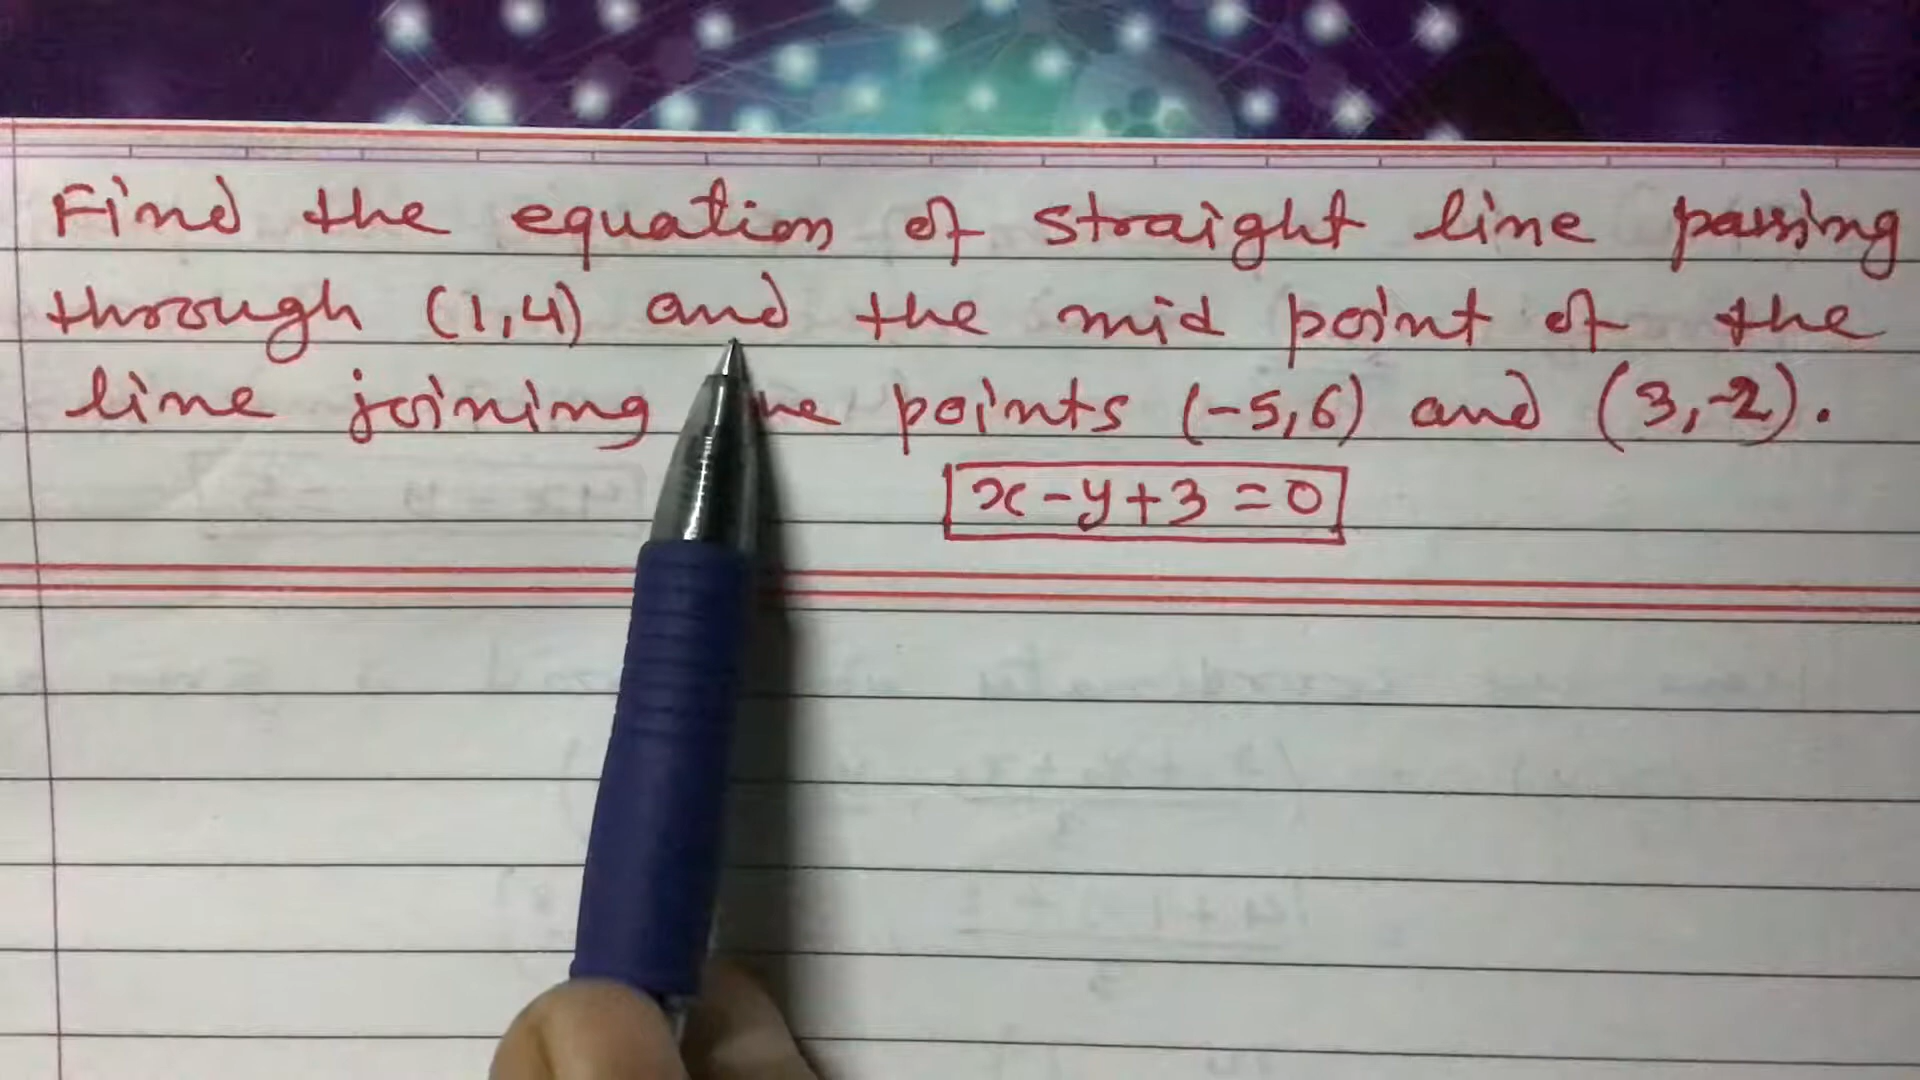 Find the equation of straight line passing
through (1,4) and the mid point of the
line joining the points (-5,6) and (3,-2).
x-y+3=0